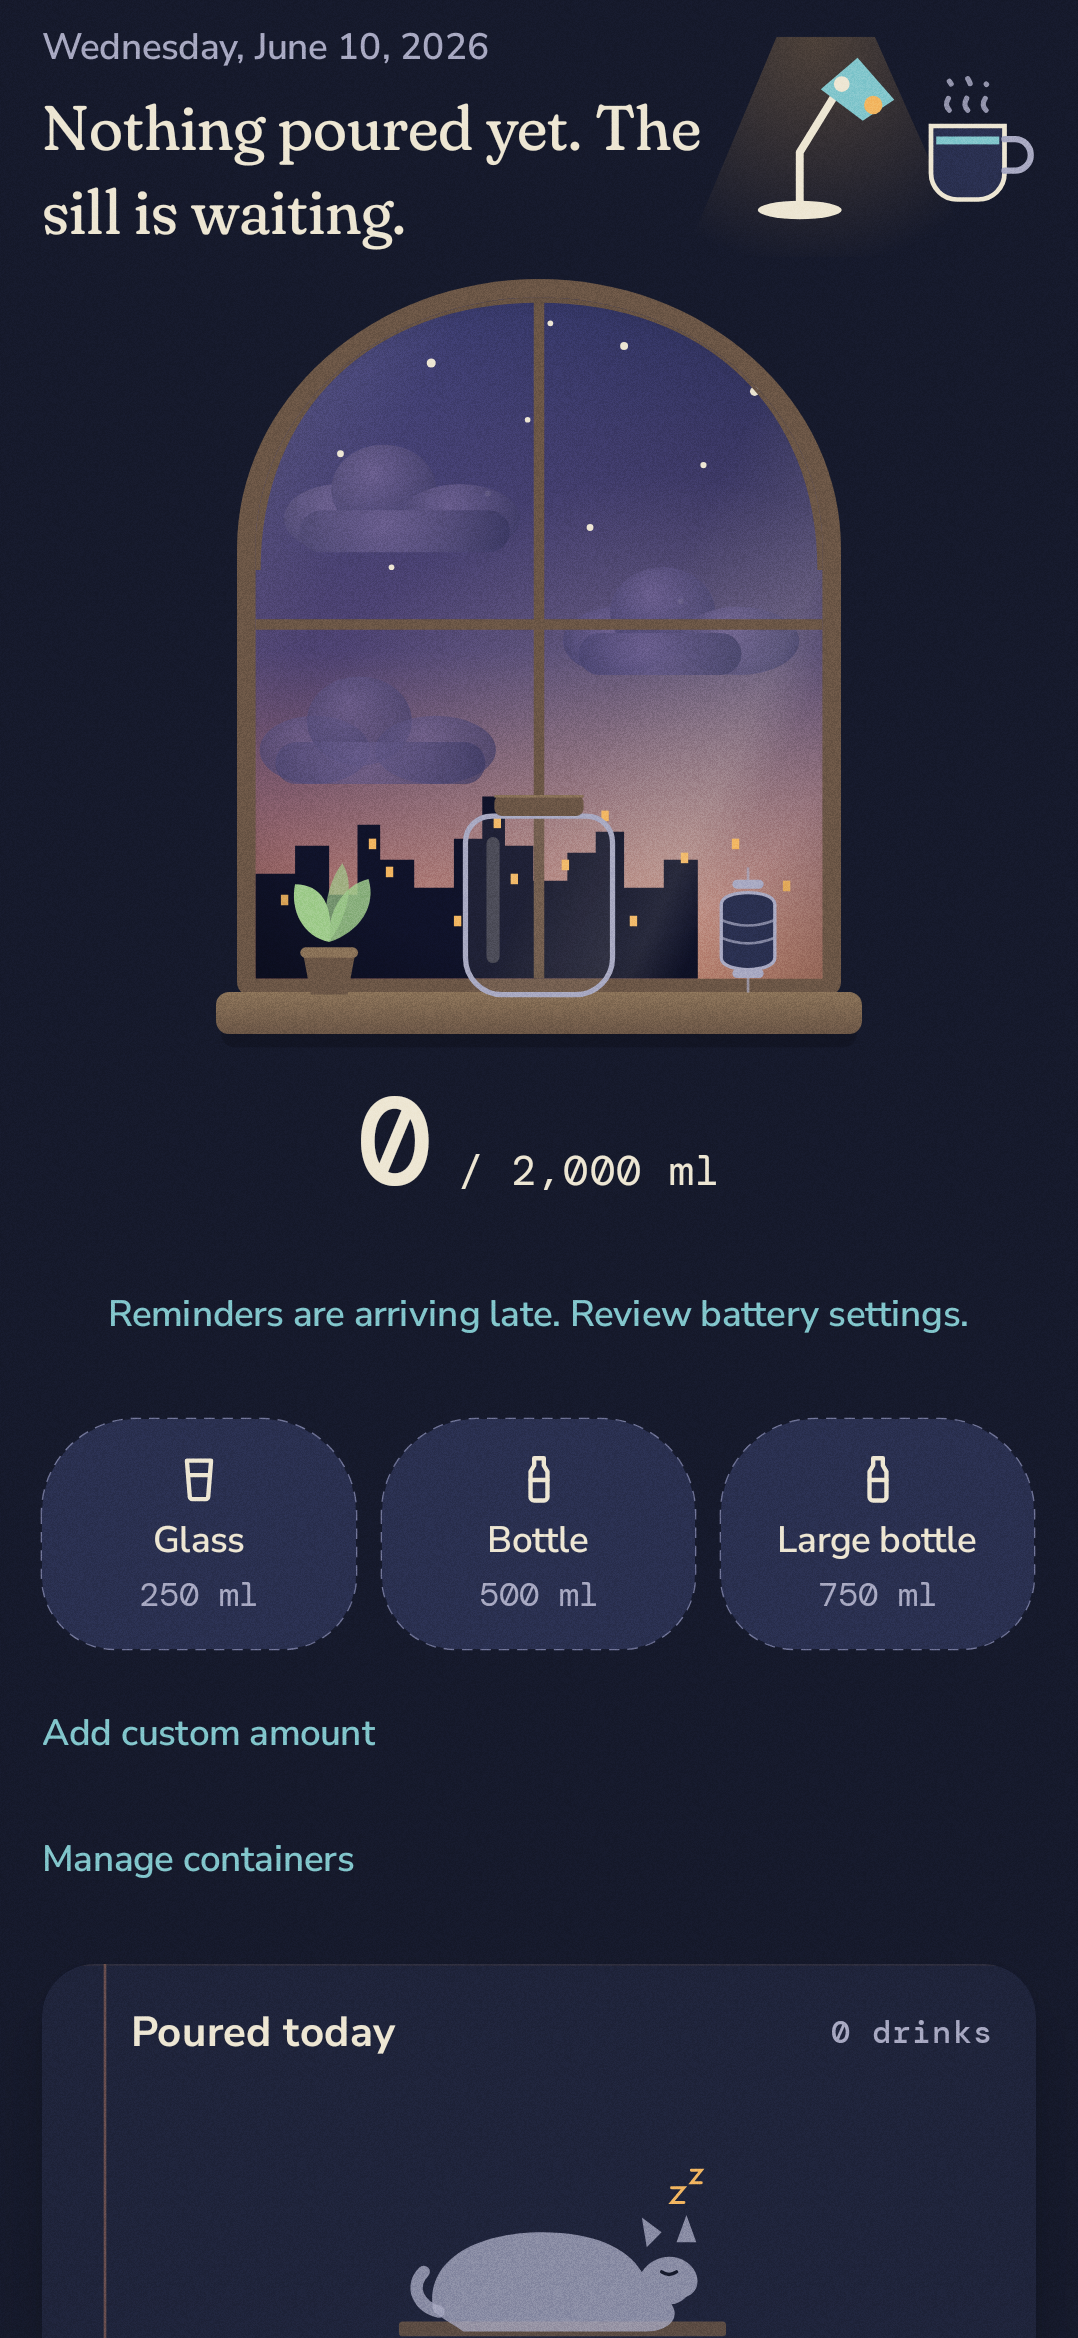 Wednesday, June 10, 2026
Nothing poured yet. The
sill is waiting.
0 / 2,000 ml
Reminders are arriving late. Review battery settings.
Glass
250 ml
Bottle
500 ml
Large bottle
750 ml
Add custom amount
Manage containers
Poured today
0 drinks
z z